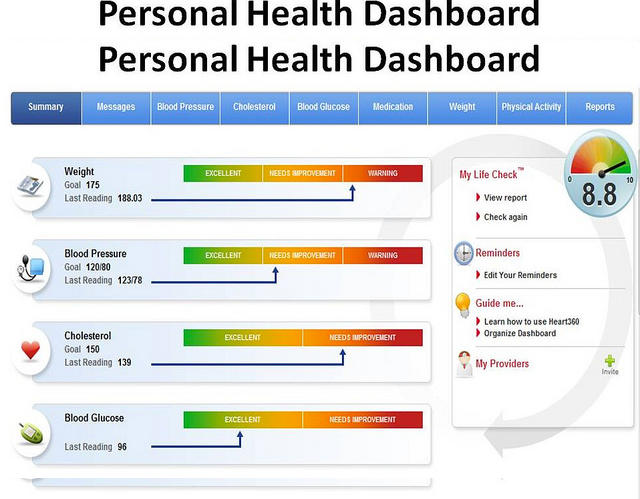 Personal Health Dashboard
Personal Health Dashboard
Summary Messages Blood Pressure Cholesterol Blood Glucose Medication Weight Physical Activity Reports
Weight
Goal 175
Last Reading 188.03
EXCELLENT NEEDS IMPROVEMENT WARNING
Blood Pressure
Goal 120/80
Last Reading 123/78
EXCELLENT NEEDS IMPROVEMENT WARNING
Cholesterol
Goal 150
Last Reading 139
EXCELLENT NEEDS IMPROVEMENT
Blood Glucose
Last Reading 96
EXCELLENT NEEDS IMPROVEMENT
My Life Check™
View report
Check again
0 10
8.8
Reminders
Edit Your Reminders
Guide me...
Learn how to use Heart360
Organize Dashboard
My Providers
Invite